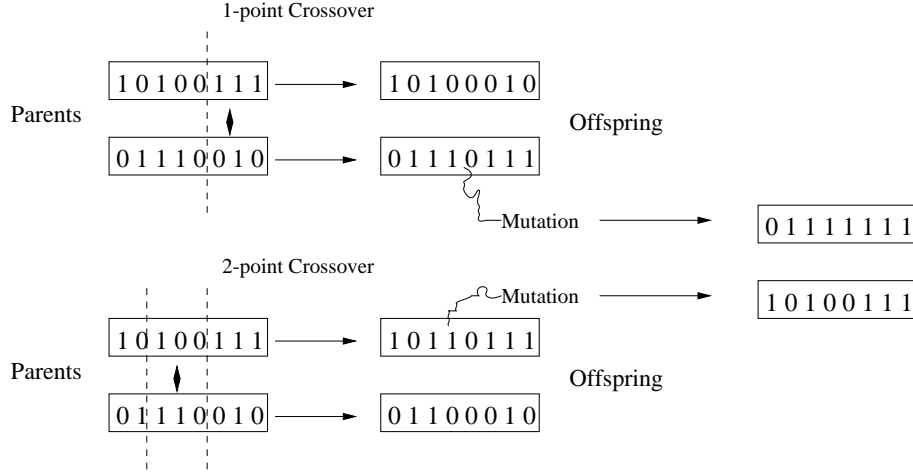 1-point Crossover
1 0 1 0 0 1 1 1
1 0 1 0 0 0 1 0
Parents
Offspring
0 1 1 1 0 0 1 0
0 1 1 1 0 1 1 1
Mutation
0 1 1 1 1 1 1 1
2-point Crossover
Mutation
1 0 1 0 0 1 1 1
1 0 1 0 0 1 1 1
1 0 1 1 0 1 1 1
Parents
Offspring
0 1 1 1 0 0 1 0
0 1 1 0 0 0 1 0